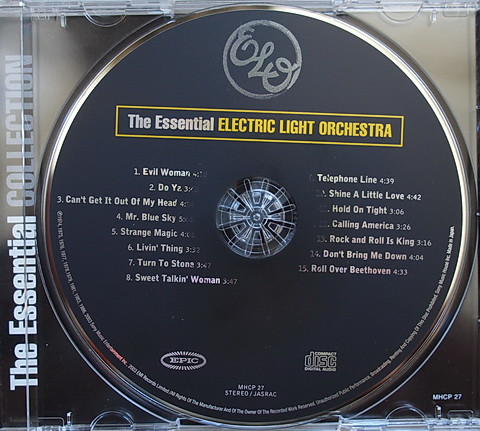 The Essential COLLECTION
ELO
The Essential ELECTRIC LIGHT ORCHESTRA
1. Evil Woman
2. Do Ya
3. Can't Get It Out Of My Head
4. Mr. Blue Sky
5. Strange Magic
6. Livin' Thing
7. Turn To Stone 3:47
8. Sweet Talkin' Woman 3:47
Telephone Line 4:39
Shine A Little Love 4:42
Hold On Tight 3:06
Calling America 3:26
13. Rock and Roll Is King 3:16
14. Don't Bring Me Down 4:04
15. Roll Over Beethoven 4:33
EPIC
COMPACT
disc
DIGITAL AUDIO
MHCP 27
STEREO/JASRAC
MHCP 27